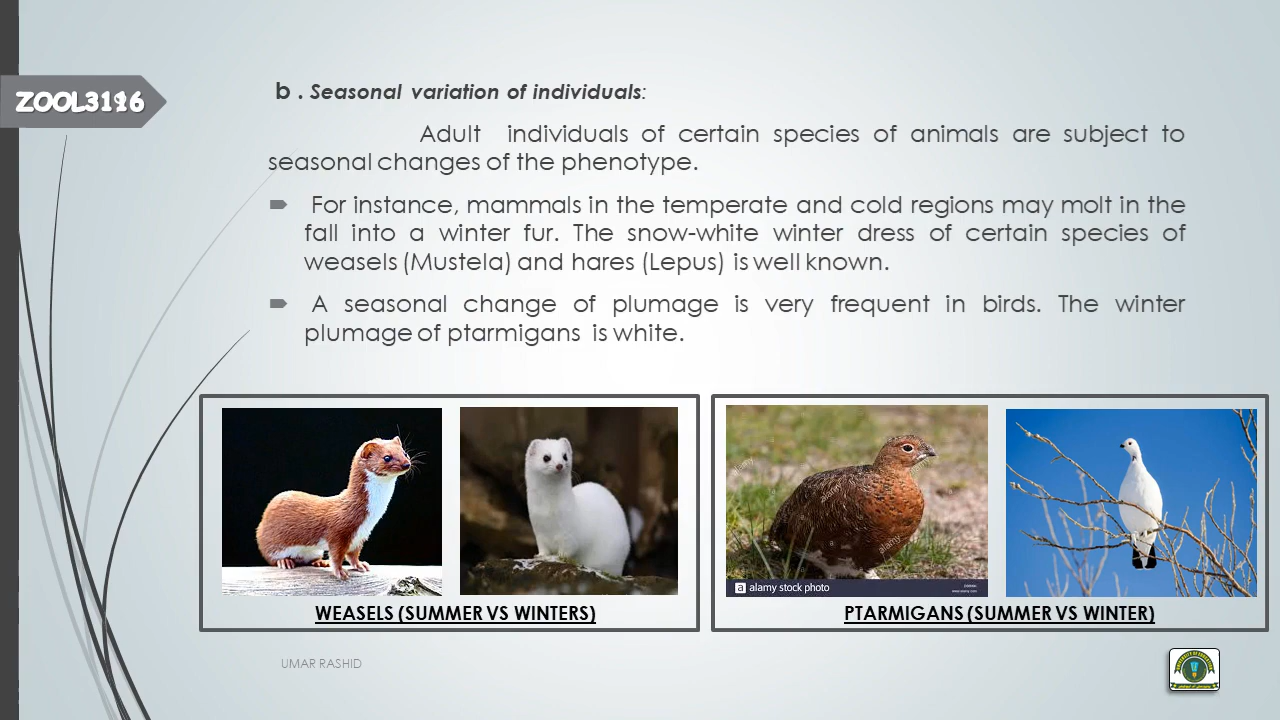 ZOOL3126
b . Seasonal variation of individuals:
Adult individuals of certain species of animals are subject to
seasonal changes of the phenotype.
For instance, mammals in the temperate and cold regions may molt in the
fall into a winter fur. The snow-white winter dress of certain species of
weasels (Mustela) and hares (Lepus) is well known.
A seasonal change of plumage is very frequent in birds. The winter
plumage of ptarmigans is white.
alamy
alamy
a
alamy
a alamy stock photo
WEASELS (SUMMER VS WINTERS)
PTARMIGANS (SUMMER VS WINTER)
UMAR RASHID